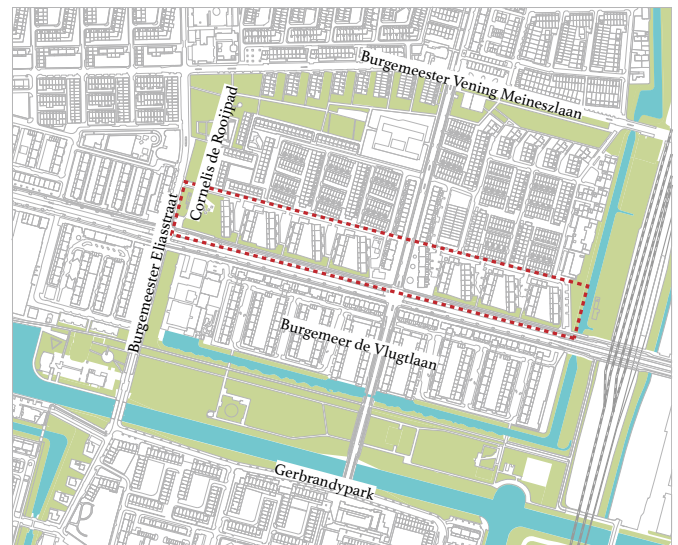 Burgemeester Vening Meineszlaan
Cornelis de Rooijpad
Burgemeester Eliasstraat
Burgemeer de Vlugtlaan
Gerbrandypark